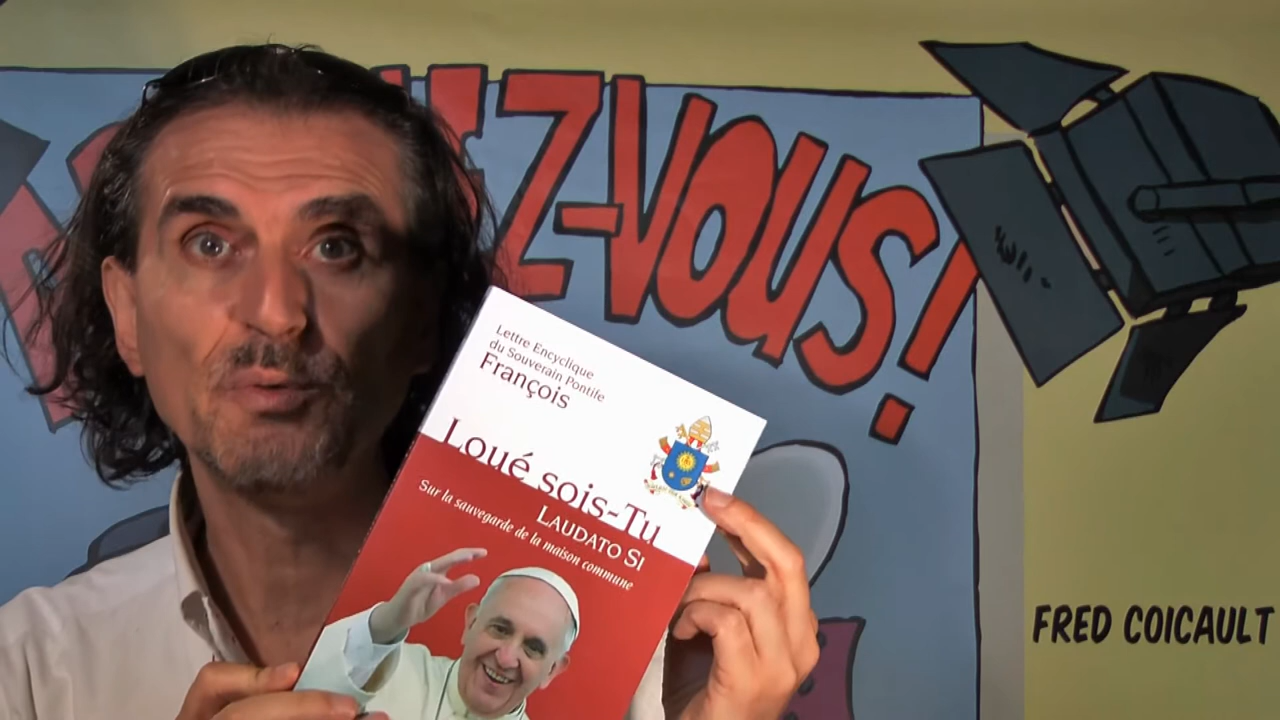 Z-VOUS!
Lettre Encyclique
du Souverain Pontife
François
Loué sois-Tu
LAUDATO SI
Sur la sauvegarde de la maison commune
FRED COICAULT